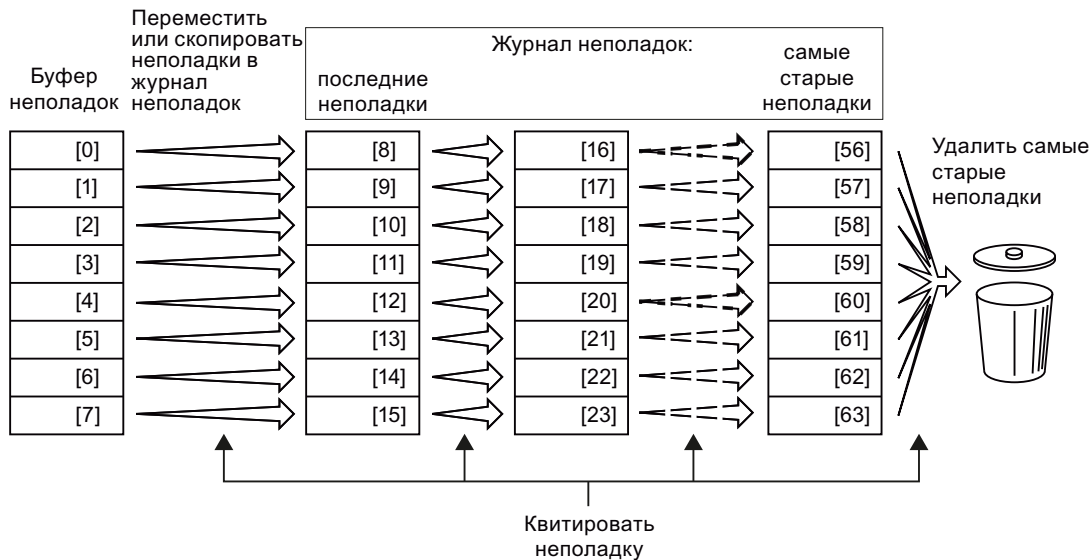 Переместить
или скопировать
неполадки в
журнал
неполадок
Буфер
неполадок
Журнал неполадок:
последние
неполадки
самые
старые
неполадки
[0]
[1]
[2]
[3]
[4]
[5]
[6]
[7]
[8]
[9]
[10]
[11]
[12]
[13]
[14]
[15]
[16]
[17]
[18]
[19]
[20]
[21]
[22]
[23]
[56]
[57]
[58]
[59]
[60]
[61]
[62]
[63]
Удалить самые
старые
неполадки
Квитировать
неполадку